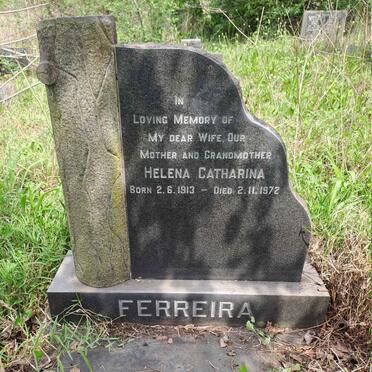 In
Loving Memory of
My dear Wife, Our
Mother and Grandmother
Helena Catharina
Born 2.6.1913 – Died 2.11.1972
FERREIRA